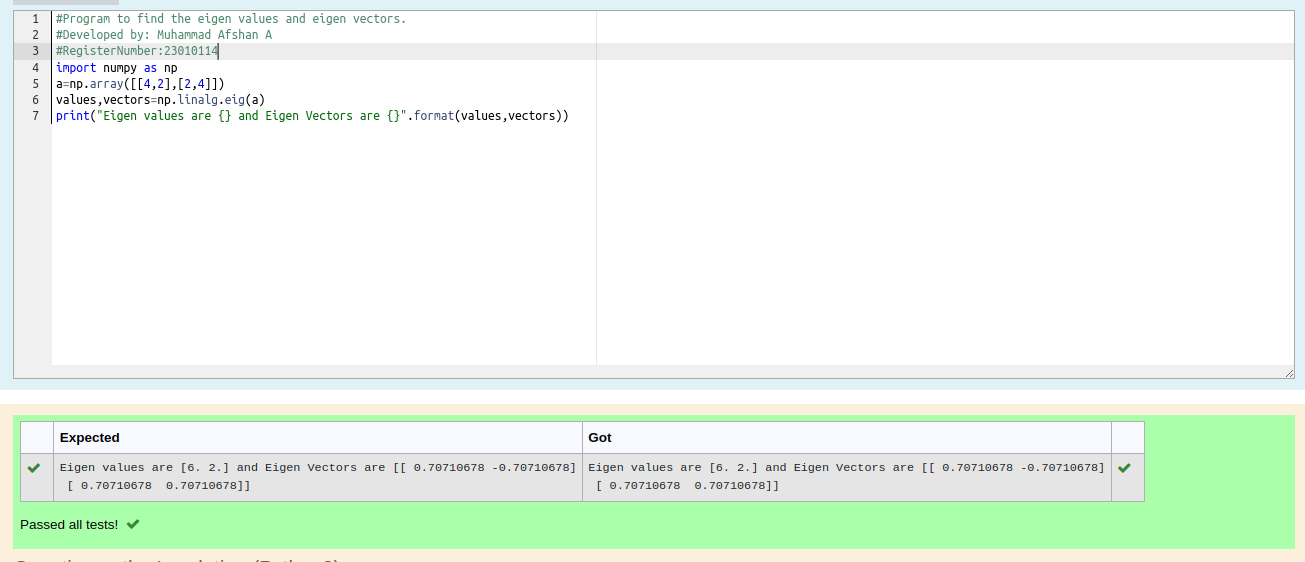 1 #Program to find the eigen values and eigen vectors.
2 #Developed by: Muhammad Afshan A
3 #RegisterNumber:23010114
4 import numpy as np
5 a=np.array([[4,2],[2,4]])
6 values,vectors=np.linalg.eig(a)
7 print("Eigen values are {} and Eigen Vectors are {}".format(values,vectors))
Expected Got
Eigen values are [6. 2.] and Eigen Vectors are [[ 0.70710678 -0.70710678] Eigen values are [6. 2.] and Eigen Vectors are [[ 0.70710678 -0.70710678]
[ 0.70710678  0.70710678]] [ 0.70710678  0.70710678]]
Passed all tests!